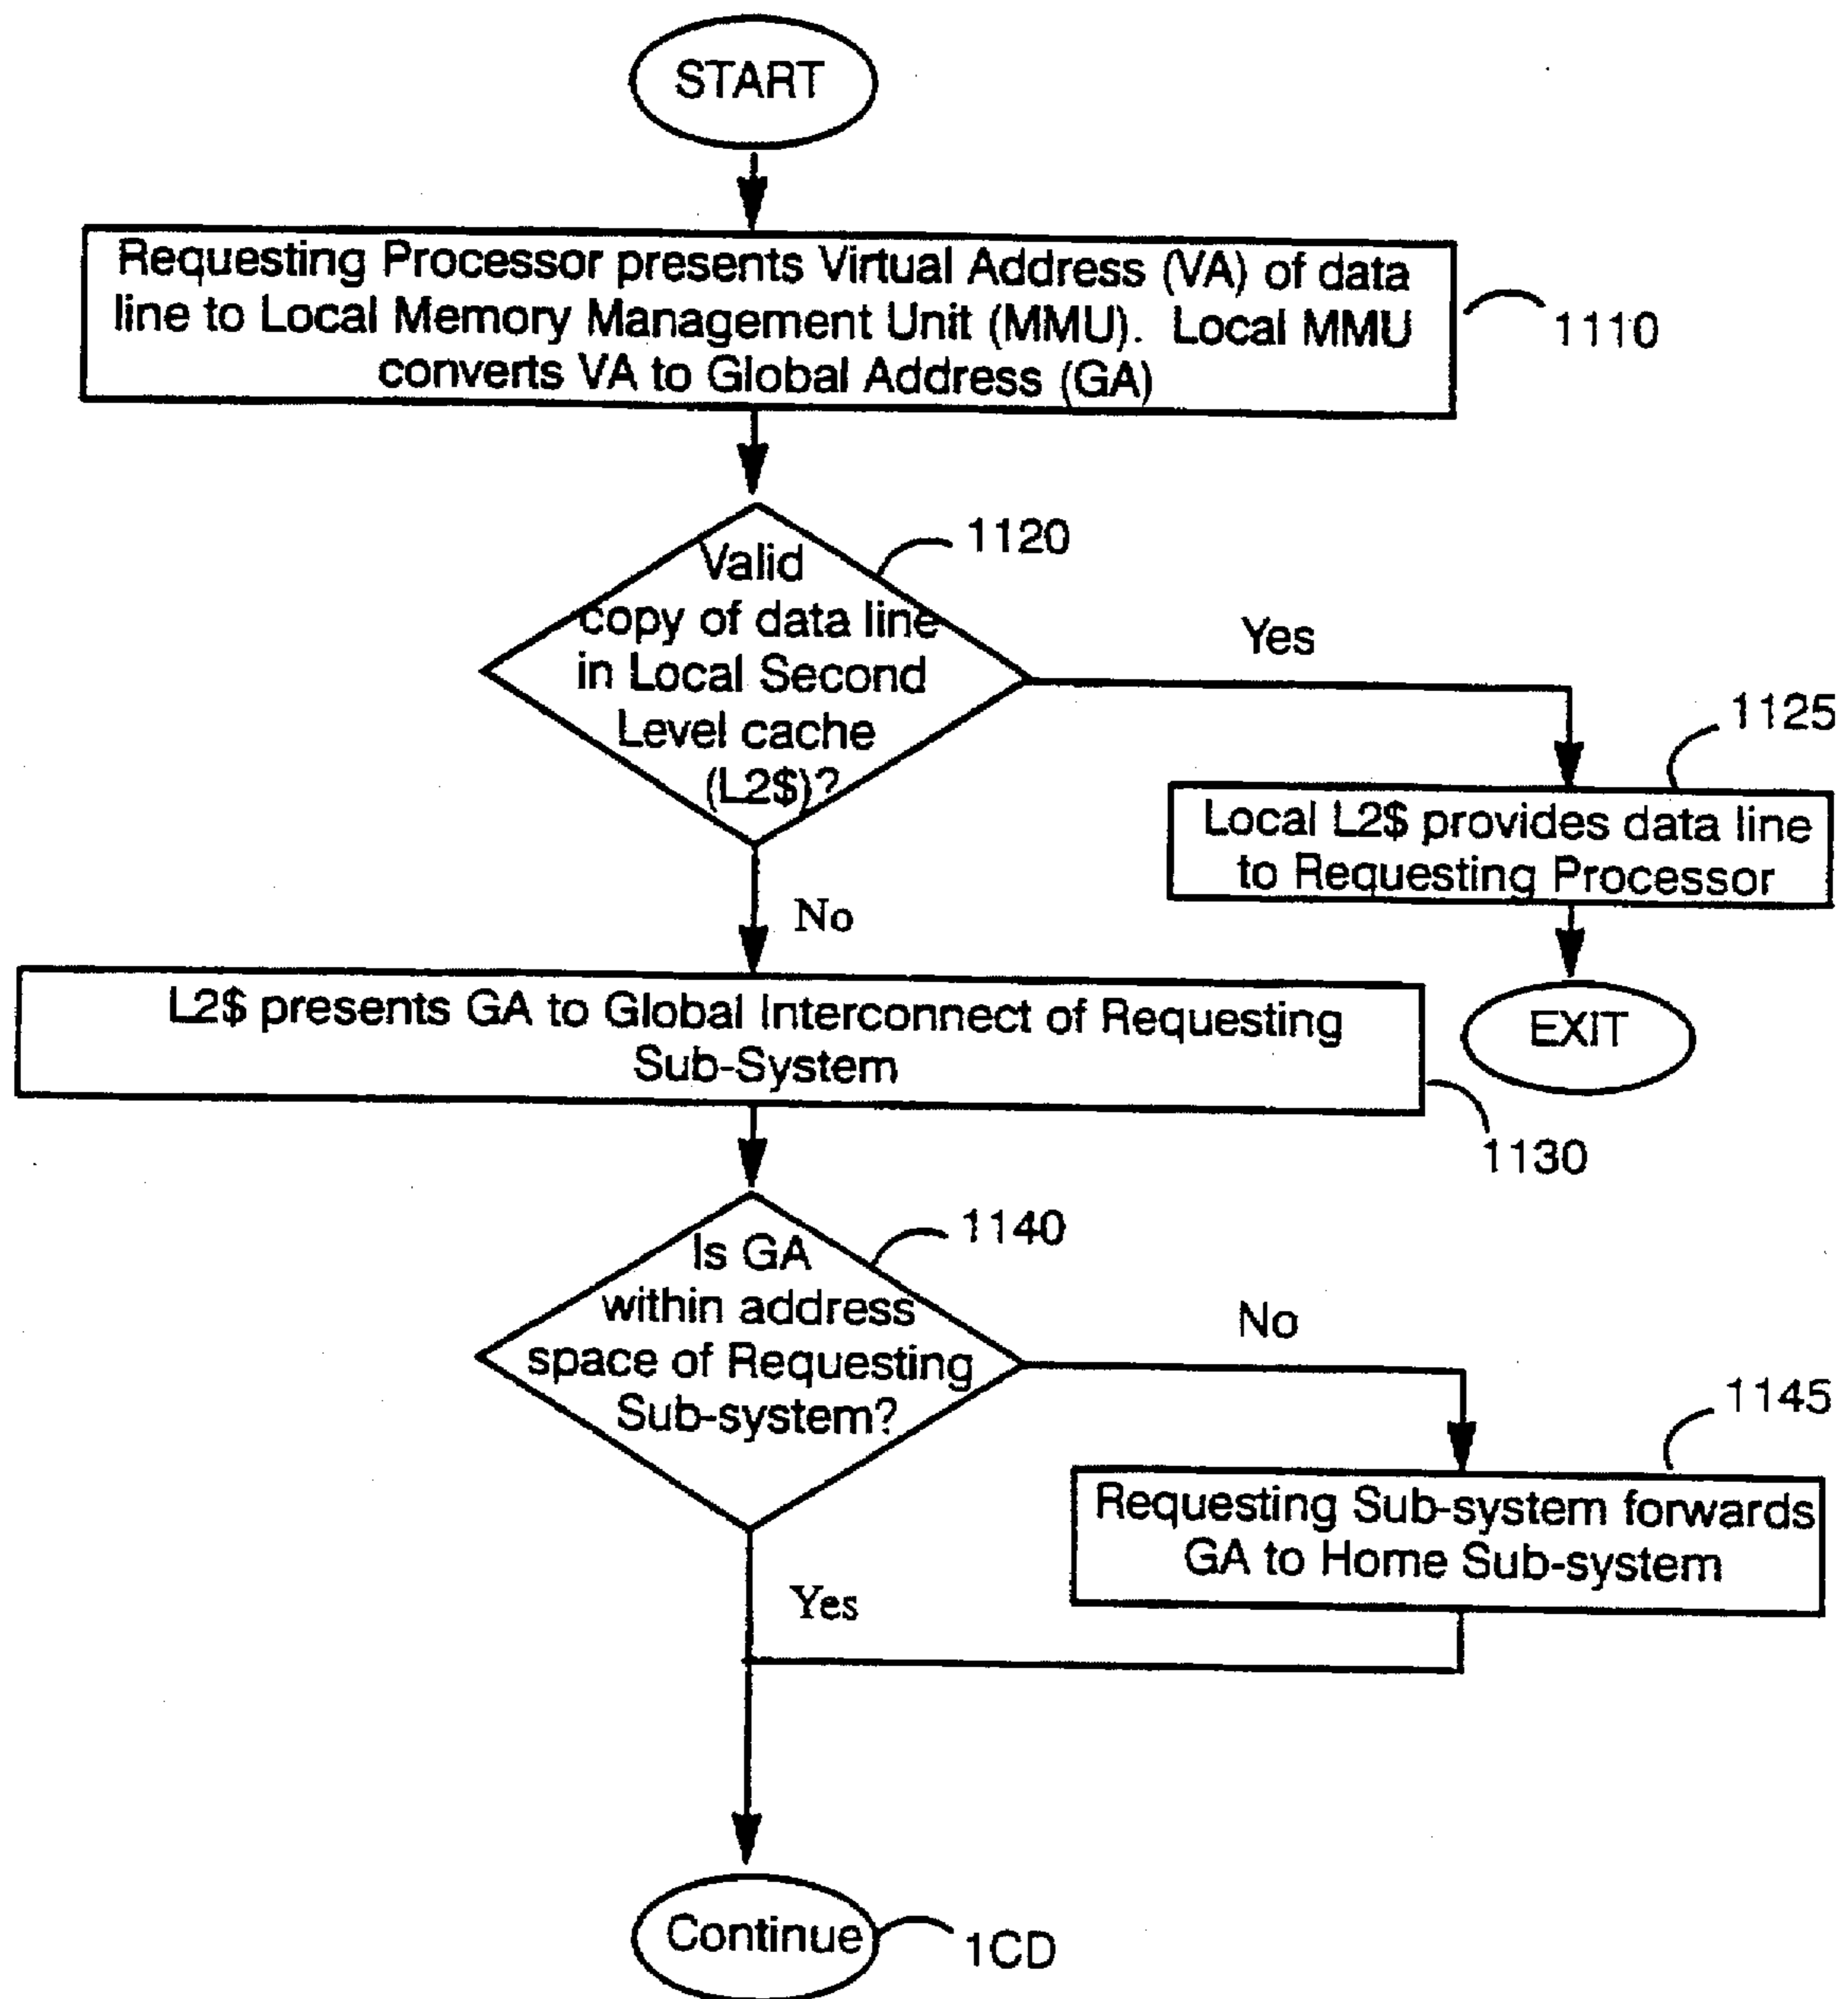 START
Requesting Processor presents Virtual Address (VA) of data
line to Local Memory Management Unit (MMU). Local MMU
converts VA to Global Address (GA)
1110
Valid
copy of data line
in Local Second
Level cache
(L2$)?
1120
Yes
1125
Local L2$ provides data line
to Requesting Processor
No
EXIT
L2$ presents GA to Global Interconnect of Requesting
Sub-System
1130
Is GA
within address
space of Requesting
Sub-system?
1140
No
1145
Requesting Sub-system forwards
GA to Home Sub-system
Yes
Continue
1CD